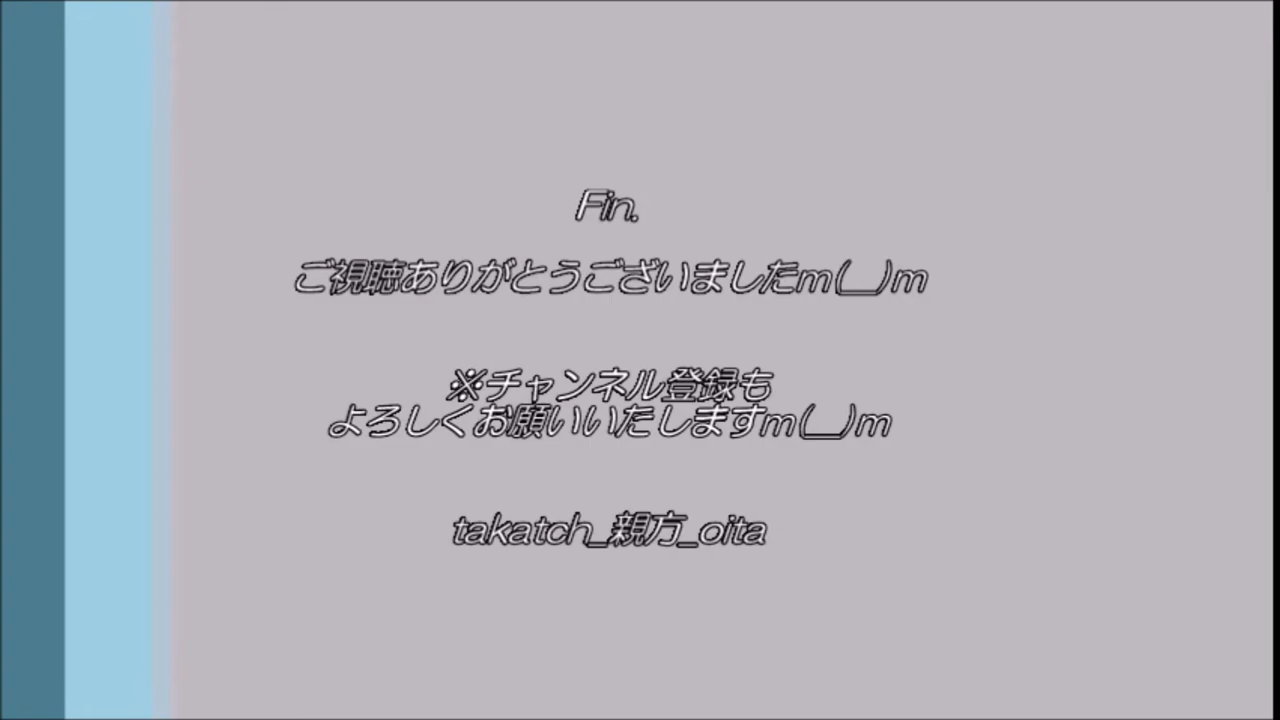 Fin.
ご視聴ありがとうございましたm(__)m
※チャンネル登録も
よろしくお願いいたしますm(__)m
takatch_親方_oita